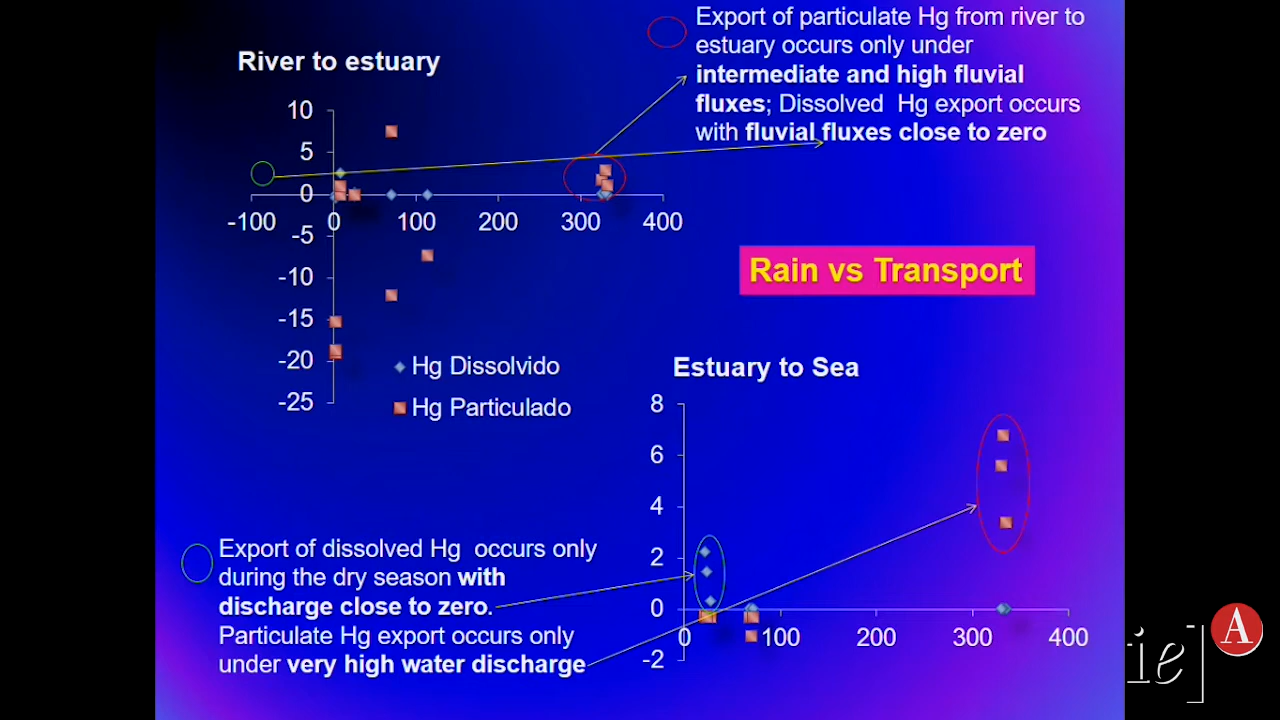 Export of particulate Hg from river to
estuary occurs only under
intermediate and high fluvial
fluxes; Dissolved Hg export occurs
with fluvial fluxes close to zero
River to estuary
10
5
0
-100 0 100 200 300 400
-5
-10
-15
-20
-25
Hg Dissolvido
Hg Particulado
Rain vs Transport
Estuary to Sea
8
6
4
2
0
0 100 200 300 400
-2
Export of dissolved Hg occurs only
during the dry season with
discharge close to zero.
Particulate Hg export occurs only
under very high water discharge
ie]
A